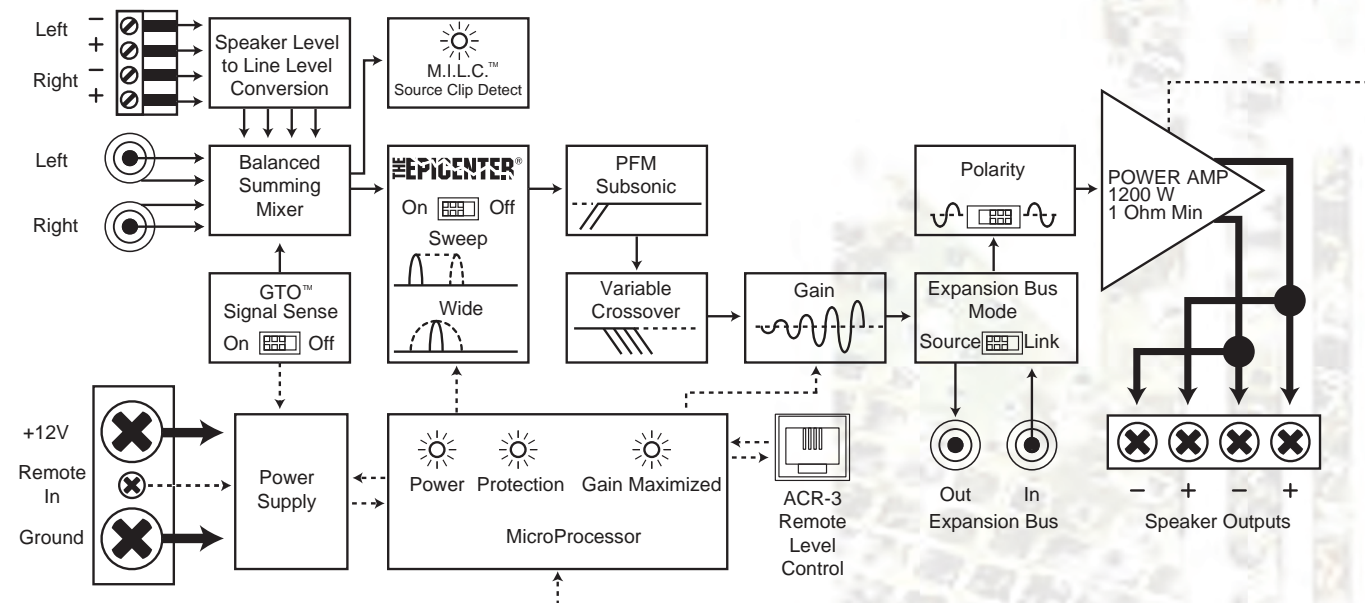 Left
−
+
Right
−
+
Speaker Level
to Line Level
Conversion
M.I.L.C.™
Source Clip Detect
Left
Right
Balanced
Summing
Mixer
THE EPICENTER®
On Off
Sweep
Wide
PFM
Subsonic
Variable
Crossover
Gain
Polarity
Expansion Bus
Mode
Source Link
POWER AMP
1200 W
1 Ohm Min
GTO™
Signal Sense
On Off
+12V
Remote
In
Ground
Power
Supply
Power Protection Gain Maximized
MicroProcessor
ACR-3
Remote
Level
Control
Out In
Expansion Bus
− + − +
Speaker Outputs